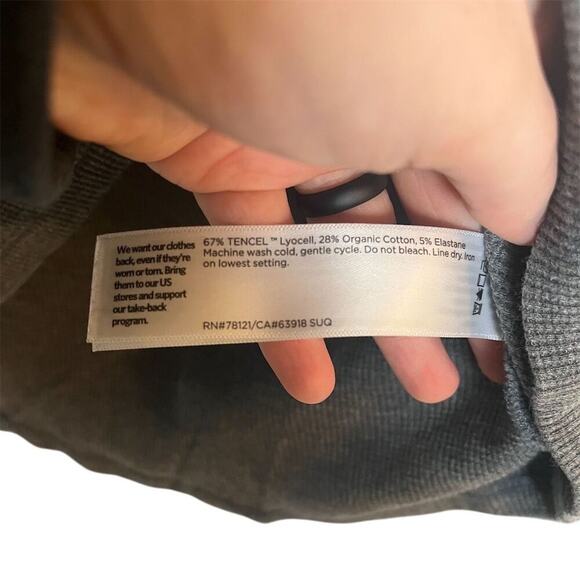 We want our clothes
back, even if they're
worn or torn. Bring
them to our US
stores and support
our take-back
program.
67% TENCEL ™ Lyocell, 28% Organic Cotton, 5% Elastane
Machine wash cold, gentle cycle. Do not bleach. Line dry. Iron
on lowest setting.
RN#78121/CA#63918 SUQ